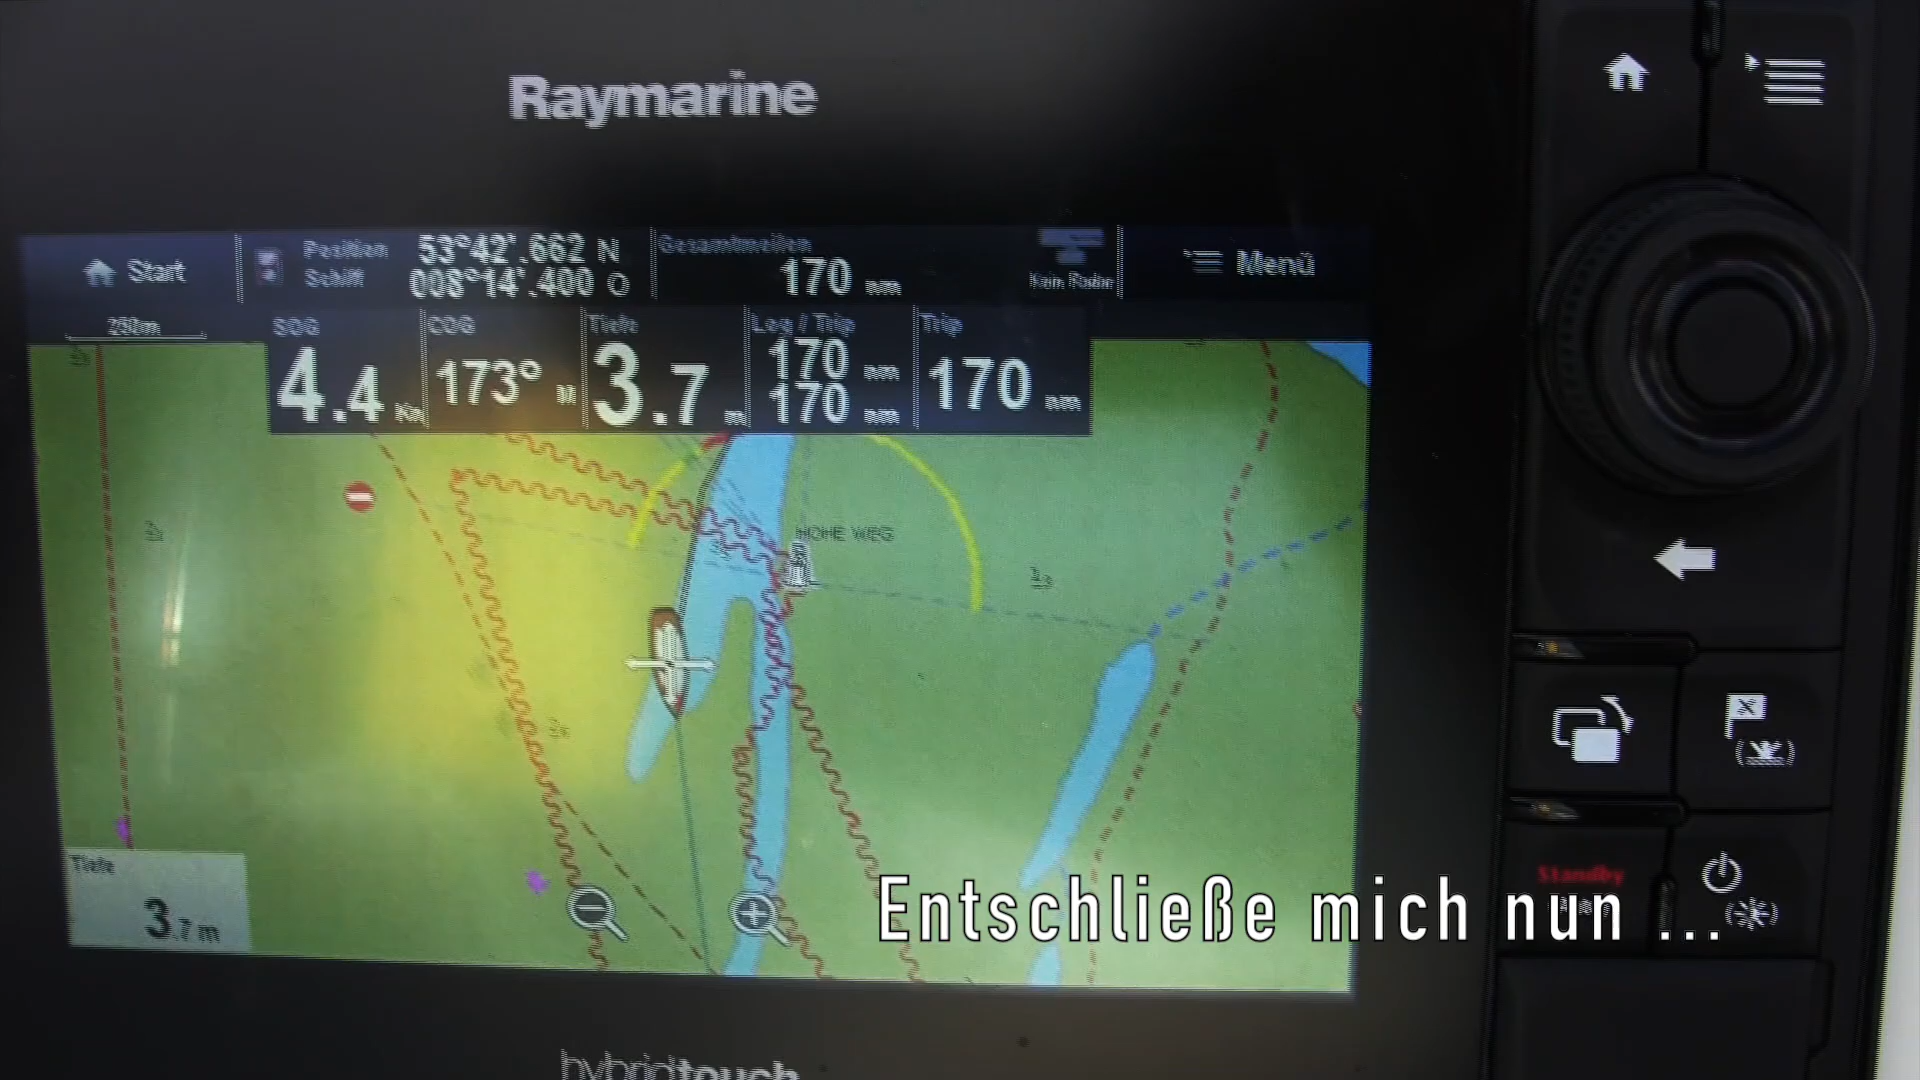 Raymarine
Start
Position
Schiff
53°42'.662 N
008°14'.400 O
Gesamtmeilen
170 nm
Kein Radar
Menü
250m
SOG
4.4 Kn
COG
173° M
Tiefe
3.7 m
Log / Trip
170 nm
170 nm
Trip
170 nm
HOHE WEG
Tiefe
3.7 m
Standby
Entschließe mich nun ...
hybridtouch